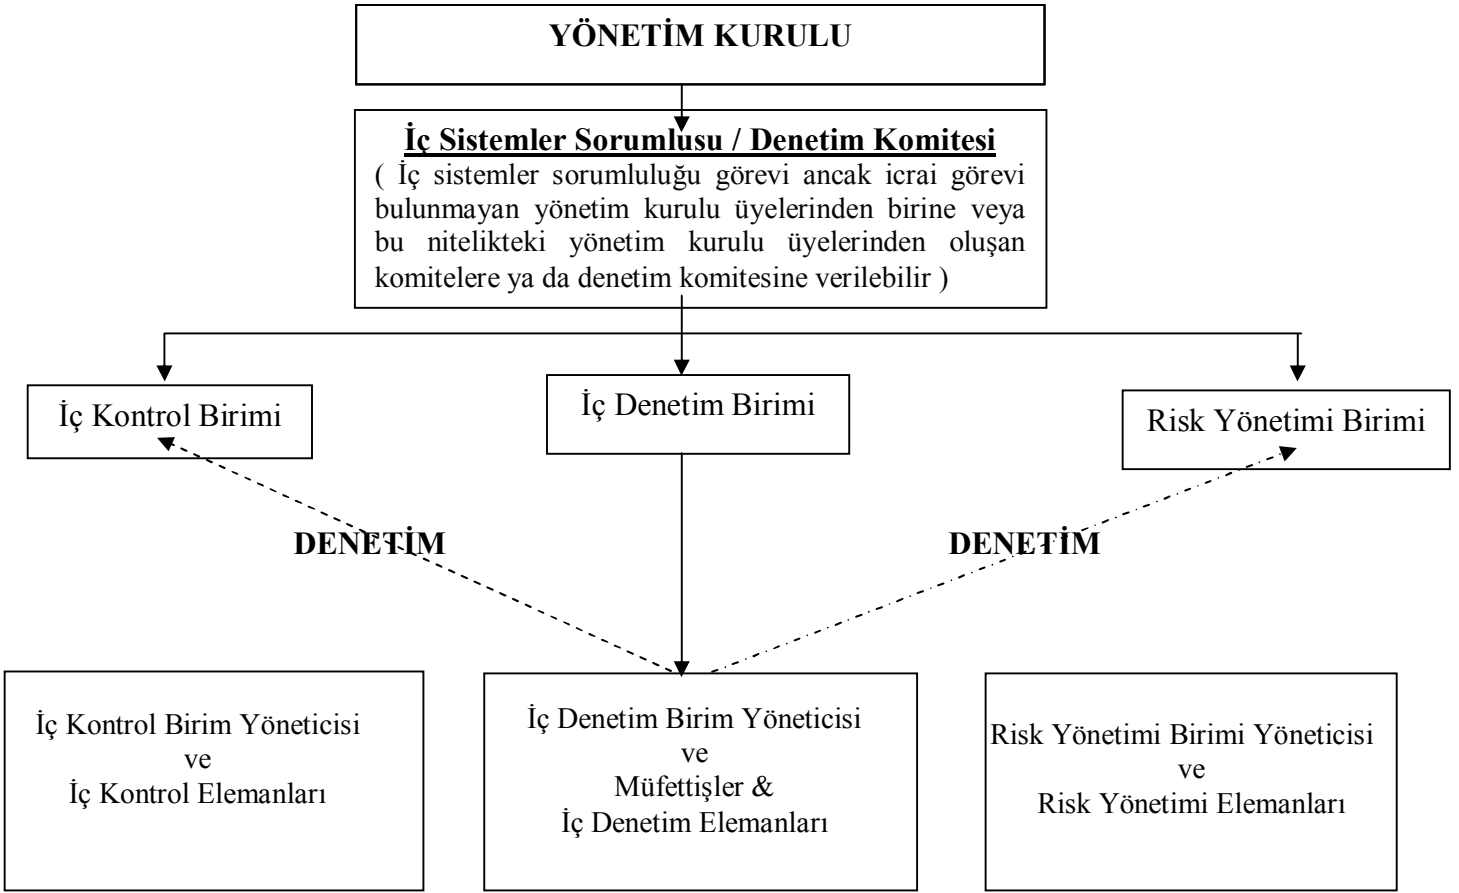 YÖNETİM KURULU
İç Sistemler Sorumlusu / Denetim Komitesi
( İç sistemler sorumluluğu görevi ancak icrai görevi
bulunmayan yönetim kurulu üyelerinden birine veya
bu nitelikteki yönetim kurulu üyelerinden oluşan
komitelere ya da denetim komitesine verilebilir )
İç Kontrol Birimi
İç Denetim Birimi
Risk Yönetimi Birimi
DENETİM
DENETİM
İç Kontrol Birim Yöneticisi
ve
İç Kontrol Elemanları
İç Denetim Birim Yöneticisi
ve
Müfettişler &
İç Denetim Elemanları
Risk Yönetimi Birimi Yöneticisi
ve
Risk Yönetimi Elemanları